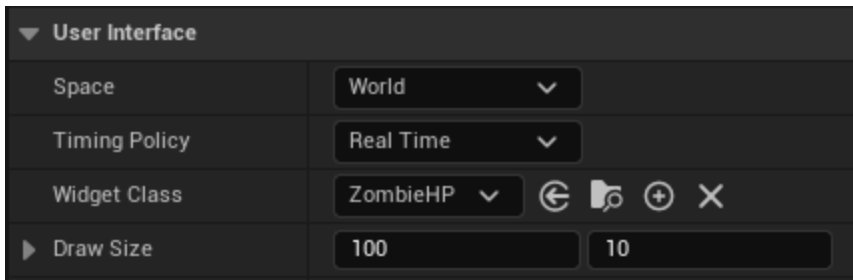 User Interface
Space World
Timing Policy Real Time
Widget Class ZombieHP
Draw Size 100 10